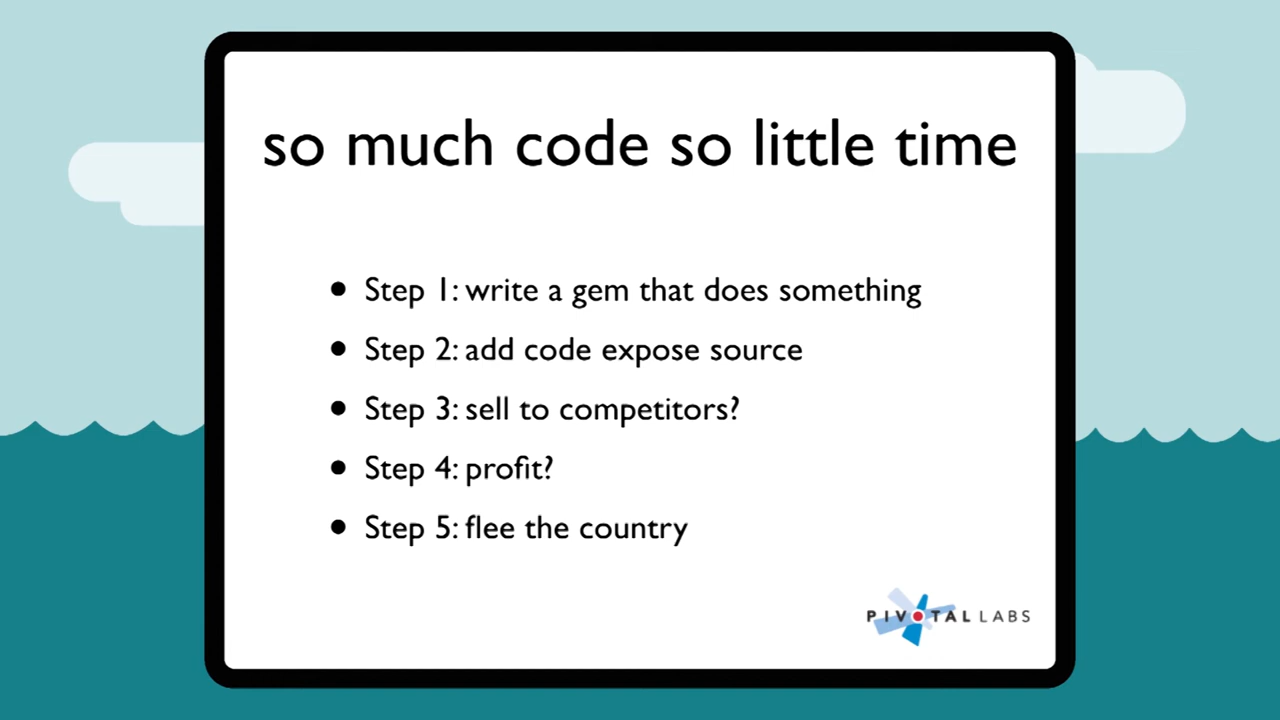 so much code so little time
• Step 1: write a gem that does something
• Step 2: add code expose source
• Step 3: sell to competitors?
• Step 4: profit?
• Step 5: flee the country
PIVOTAL LABS